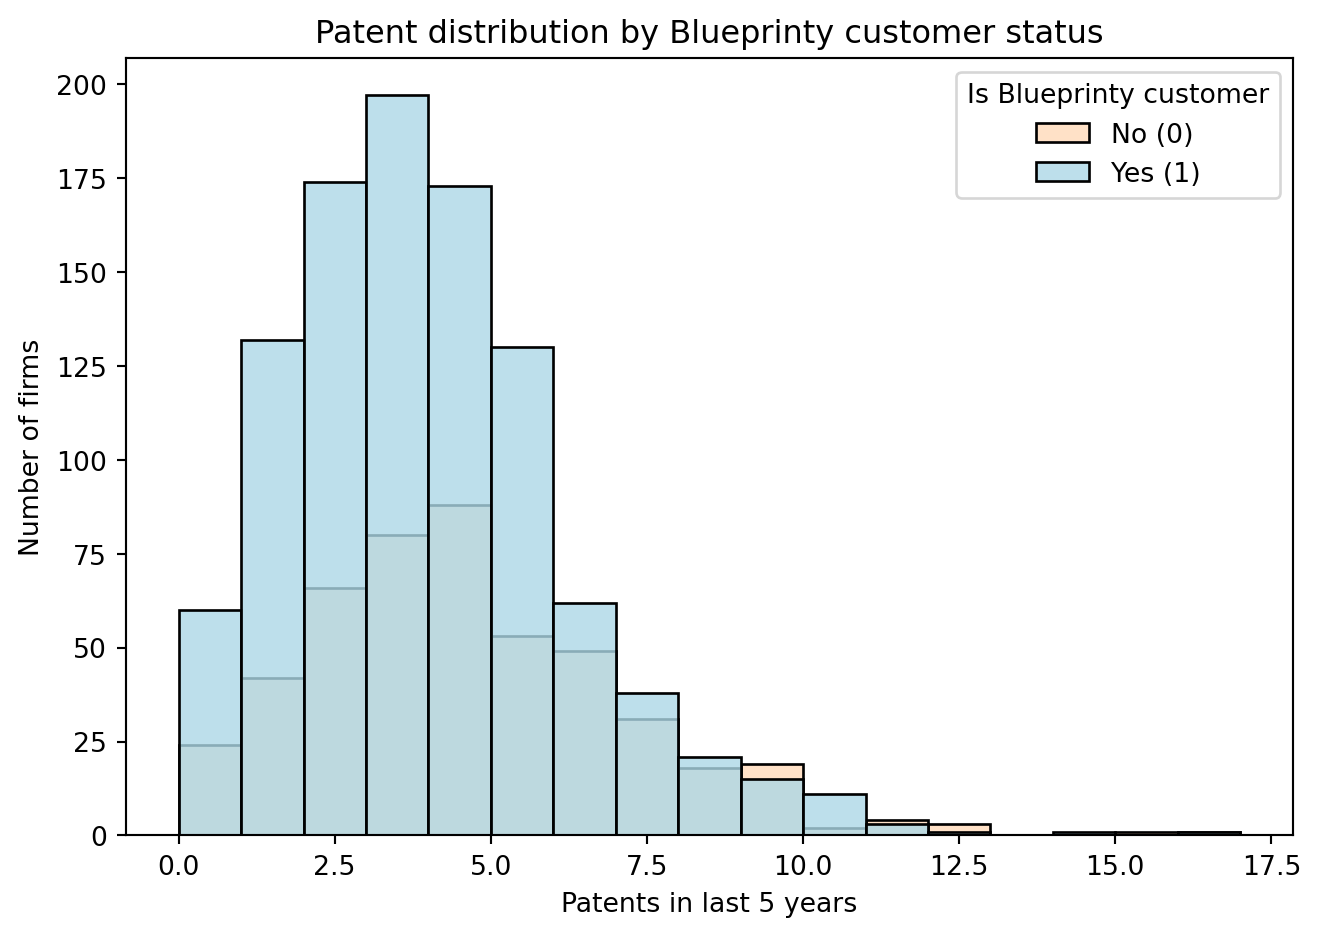 Patent distribution by Blueprinty customer status
Is Blueprinty customer
No (0)
Yes (1)
Number of firms
200
175
150
125
100
75
50
25
0
0.0 2.5 5.0 7.5 10.0 12.5 15.0 17.5
Patents in last 5 years